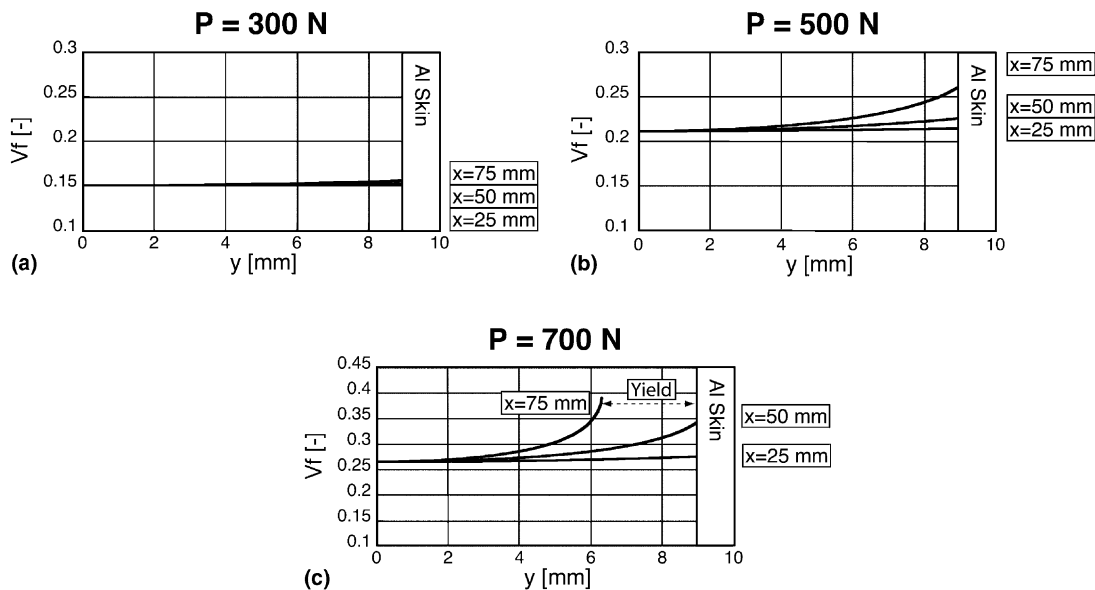 P = 300 N
0.3
0.25
0.2
0.15
0.1
Vf [-]
0 2 4 6 8 10
y [mm]
Al Skin
x=75 mm
x=50 mm
x=25 mm
(a)
P = 500 N
0.3
0.25
0.2
0.15
0.1
Vf [-]
0 2 4 6 8 10
y [mm]
Al Skin
x=75 mm
x=50 mm
x=25 mm
(b)
P = 700 N
0.45
0.4
0.35
0.3
0.25
0.2
0.15
0.1
Vf [-]
0 2 4 6 8 10
y [mm]
x=75 mm
Yield
Al Skin
x=50 mm
x=25 mm
(c)